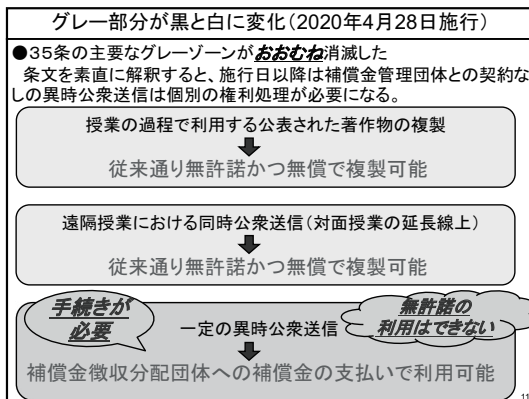 グレー部分が黒と白に変化(2020年4月28日施行)
●35条の主要なグレーゾーンがおおむね消滅した
条文を素直に解釈すると、施行日以降は補償金管理団体との契約な
しの異時公衆送信は個別の権利処理が必要になる。
授業の過程で利用する公表された著作物の複製
従来通り無許諾かつ無償で複製可能
遠隔授業における同時公衆送信(対面授業の延長線上)
従来通り無許諾かつ無償で複製可能
手続きが
必要
一定の異時公衆送信
無許諾の
利用はできない
補償金徴収分配団体への補償金の支払いで利用可能
11